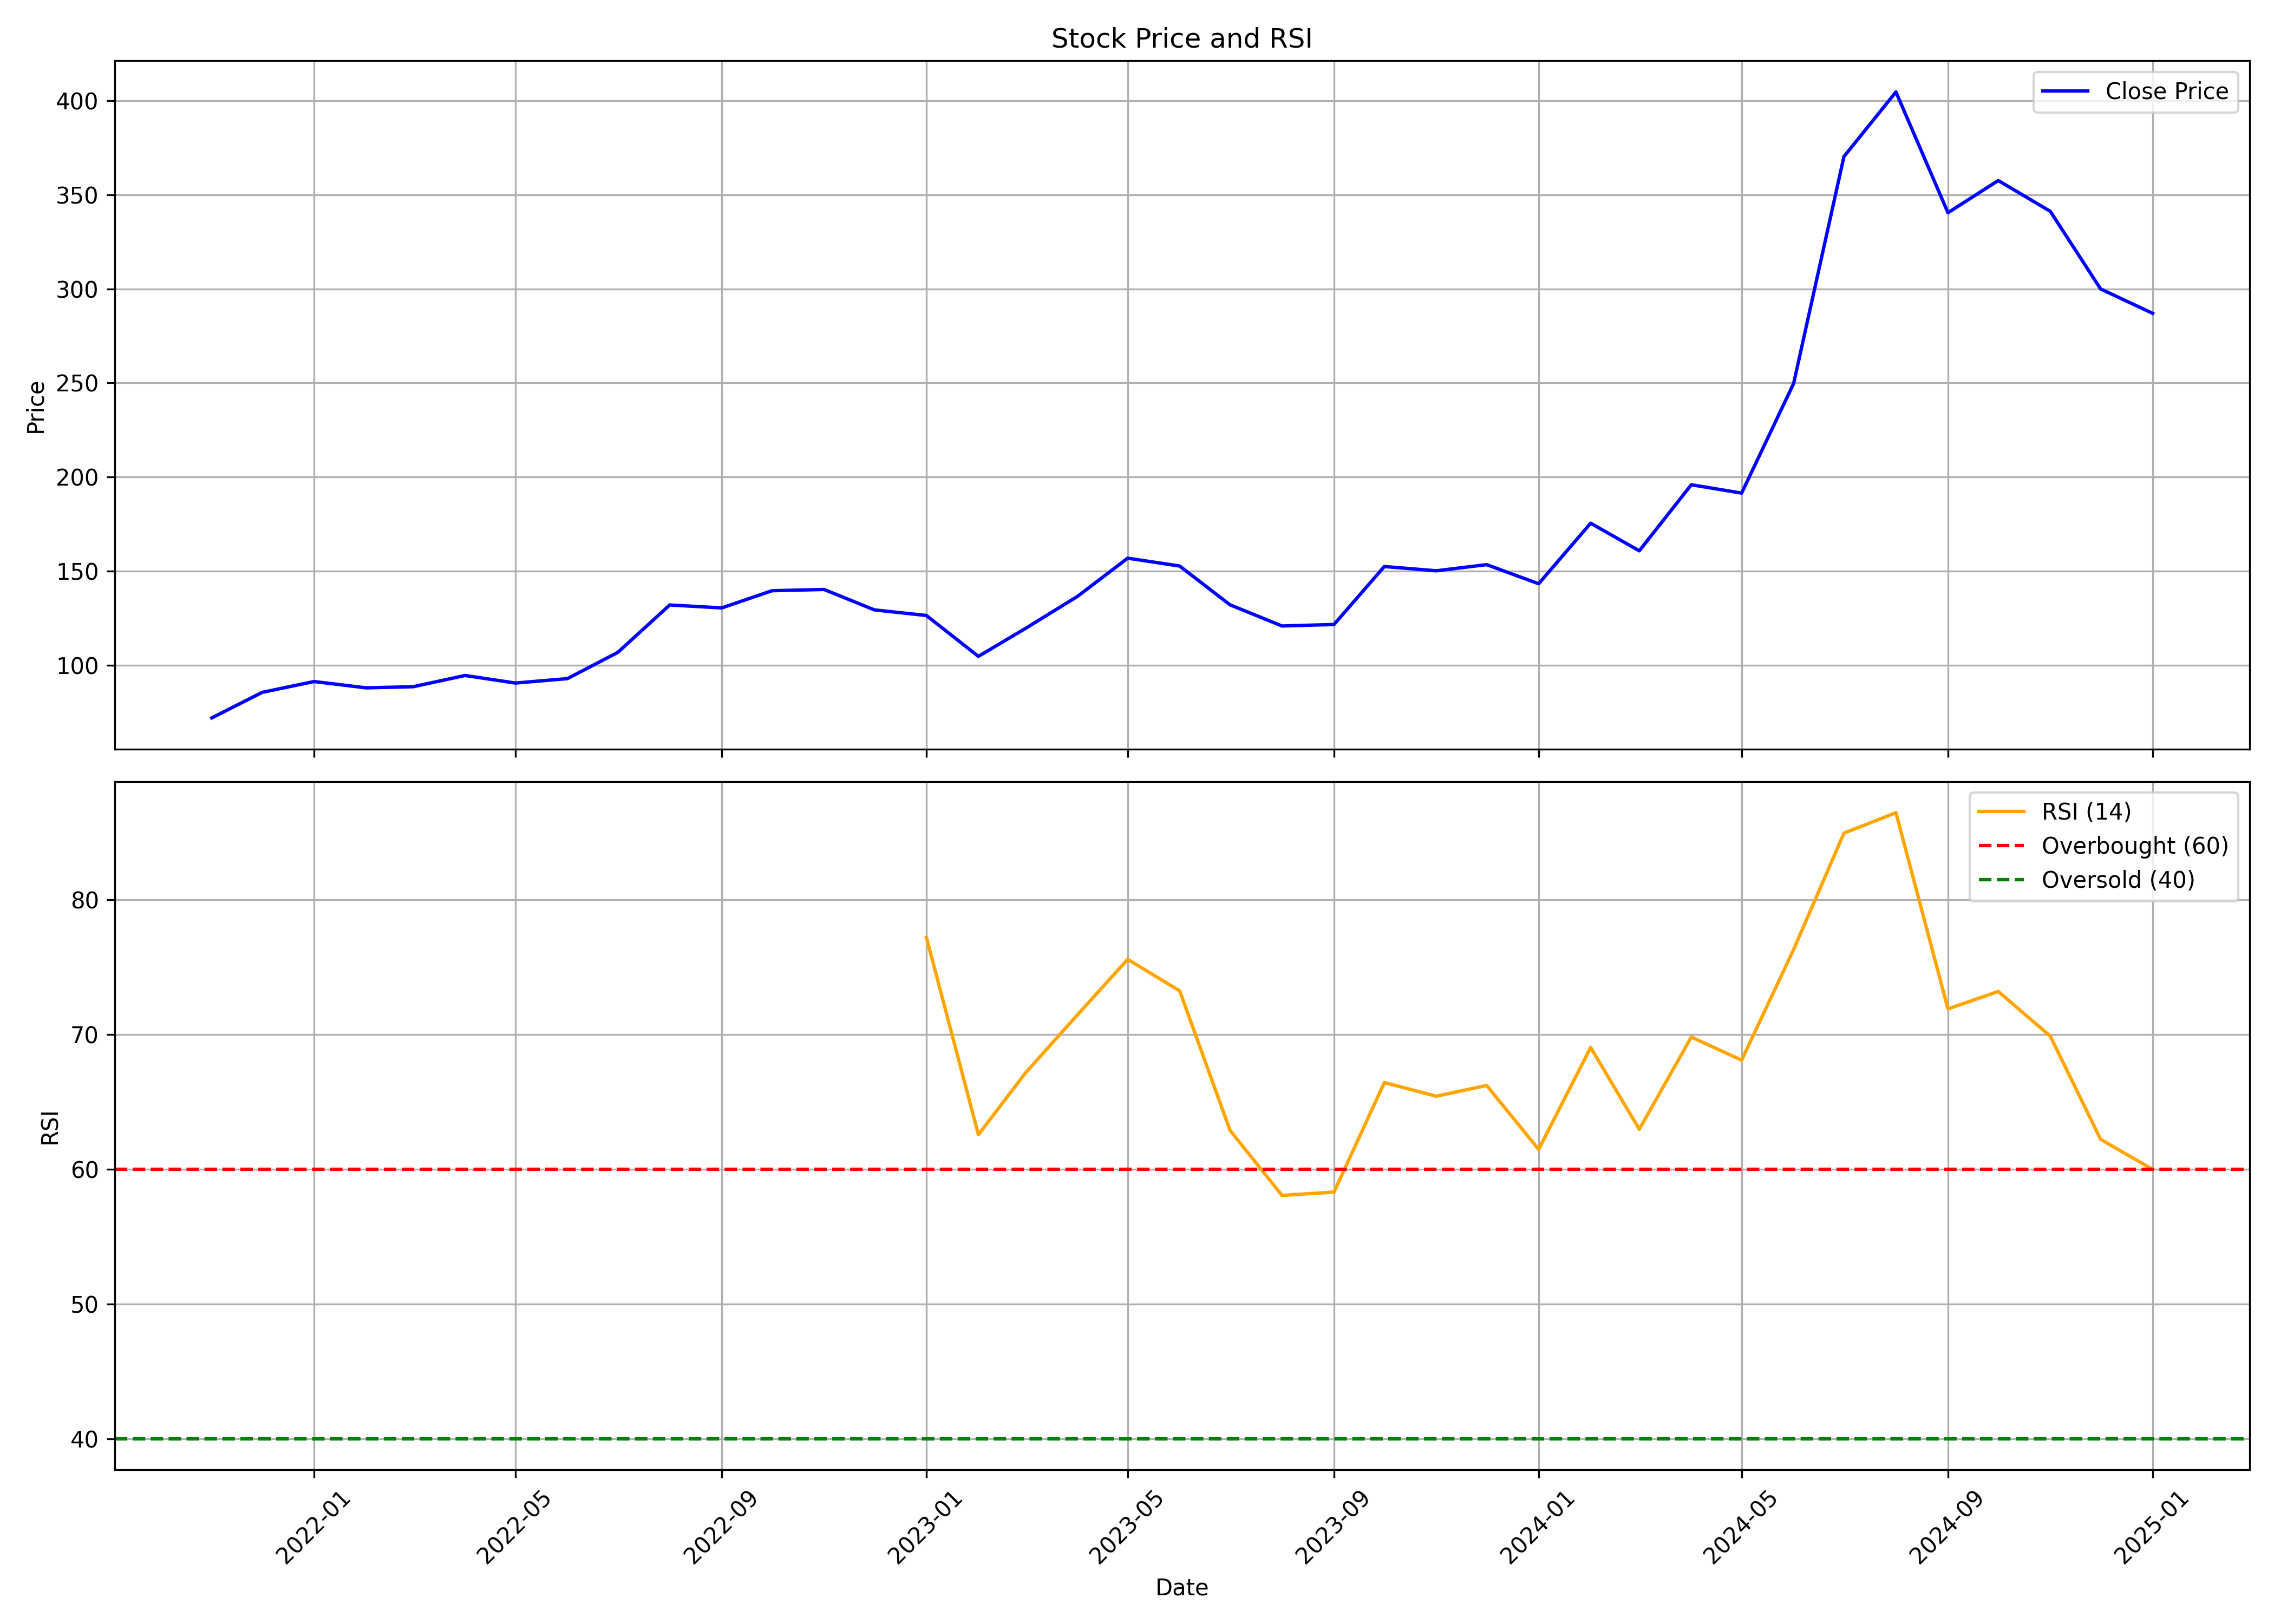 Stock Price and RSI
Close Price
400
350
300
250
200
150
100
Price
RSI (14)
Overbought (60)
Oversold (40)
80
70
60
50
40
RSI
2022-01
2022-05
2022-09
2023-01
2023-05
2023-09
2024-01
2024-05
2024-09
2025-01
Date